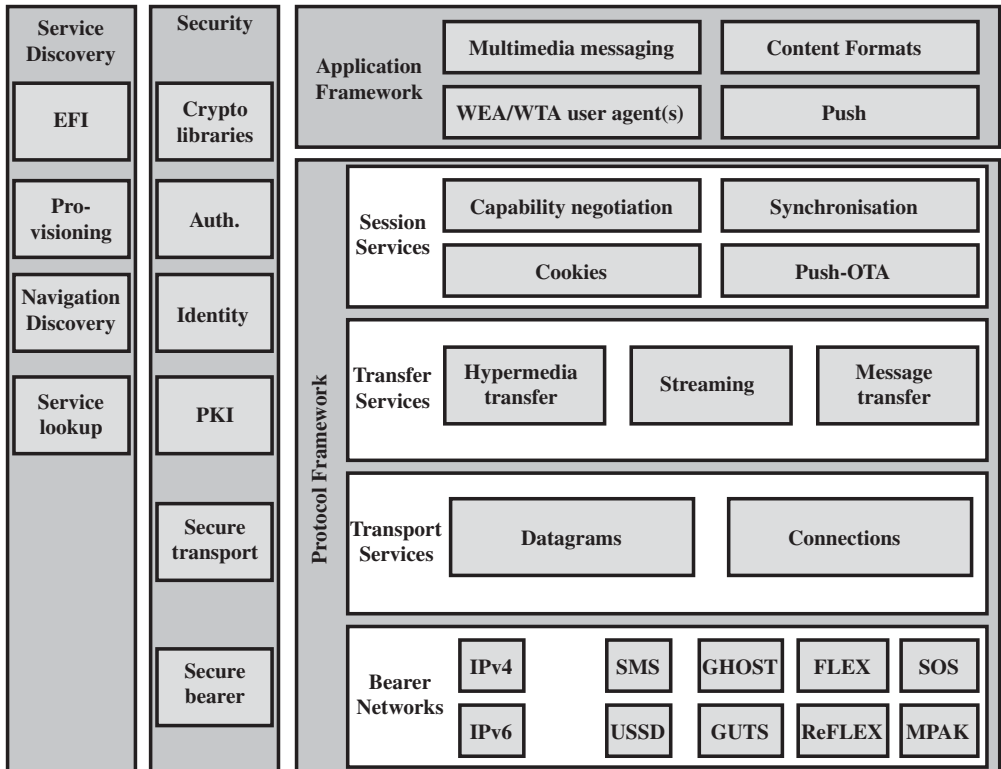 Service
Discovery
EFI
Pro-
visioning
Navigation
Discovery
Service
lookup
Security
Crypto
libraries
Auth.
Identity
PKI
Secure
transport
Secure
bearer
Application
Framework
Multimedia messaging
Content Formats
WEA/WTA user agent(s)
Push
Protocol Framework
Session
Services
Capability negotiation
Synchronisation
Cookies
Push-OTA
Transfer
Services
Hypermedia
transfer
Streaming
Message
transfer
Transport
Services
Datagrams
Connections
Bearer
Networks
IPv4
SMS
GHOST
FLEX
SOS
IPv6
USSD
GUTS
ReFLEX
MPAK